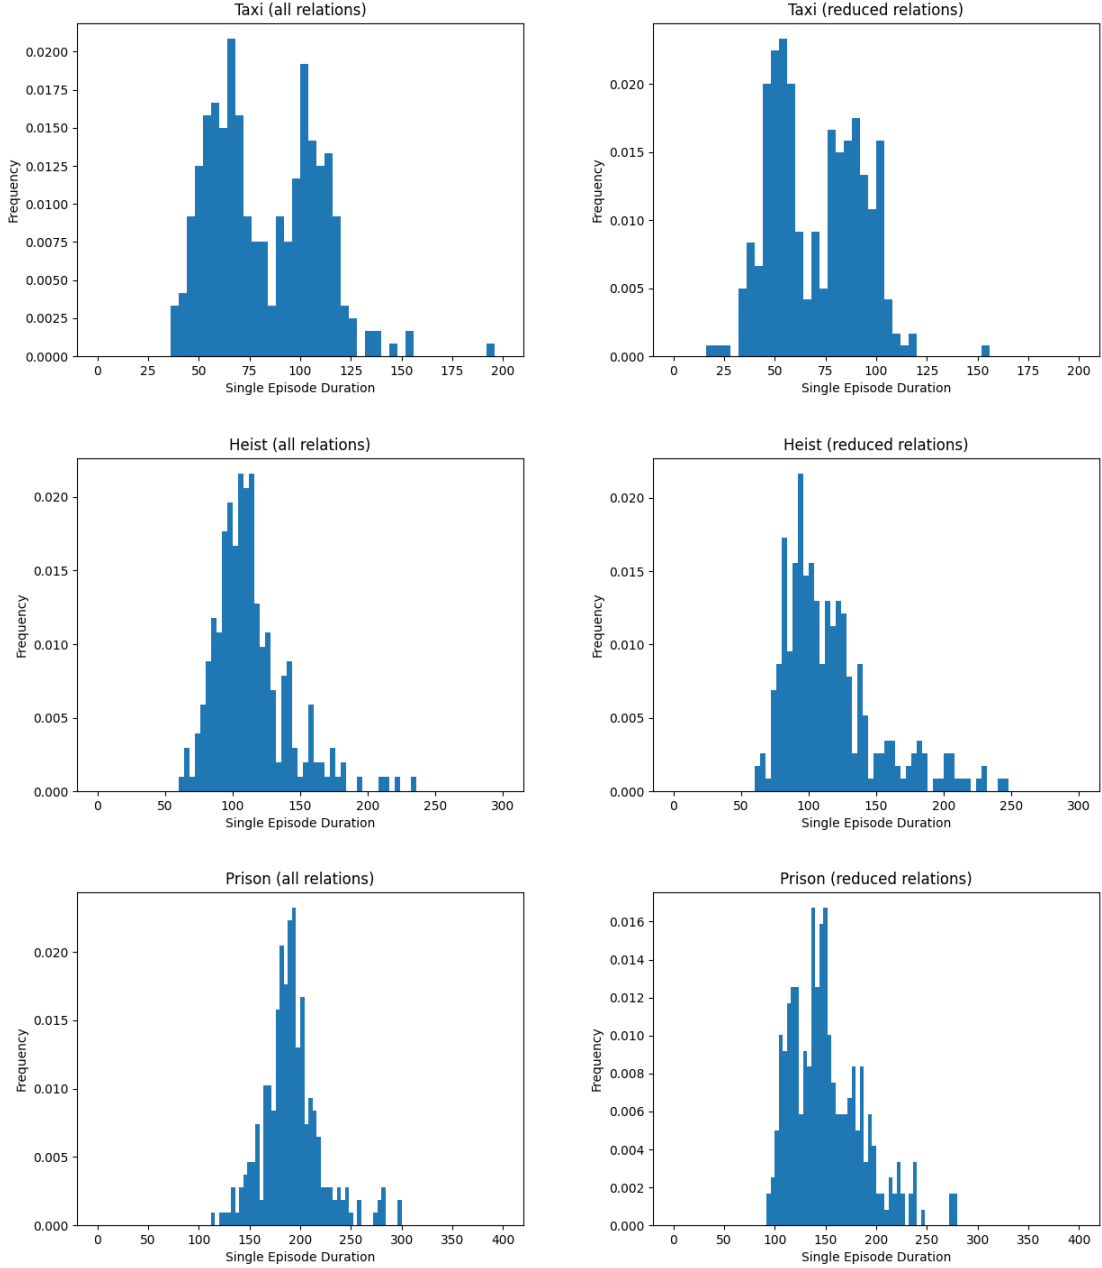 Taxi (all relations)
Frequency
0.0200
0.0175
0.0150
0.0125
0.0100
0.0075
0.0050
0.0025
0.0000
0 25 50 75 100 125 150 175 200
Single Episode Duration
Taxi (reduced relations)
Frequency
0.020
0.015
0.010
0.005
0.000
0 25 50 75 100 125 150 175 200
Single Episode Duration
Heist (all relations)
Frequency
0.020
0.015
0.010
0.005
0.000
0 50 100 150 200 250 300
Single Episode Duration
Heist (reduced relations)
Frequency
0.020
0.015
0.010
0.005
0.000
0 50 100 150 200 250 300
Single Episode Duration
Prison (all relations)
Frequency
0.020
0.015
0.010
0.005
0.000
0 50 100 150 200 250 300 350 400
Single Episode Duration
Prison (reduced relations)
Frequency
0.016
0.014
0.012
0.010
0.008
0.006
0.004
0.002
0.000
0 50 100 150 200 250 300 350 400
Single Episode Duration